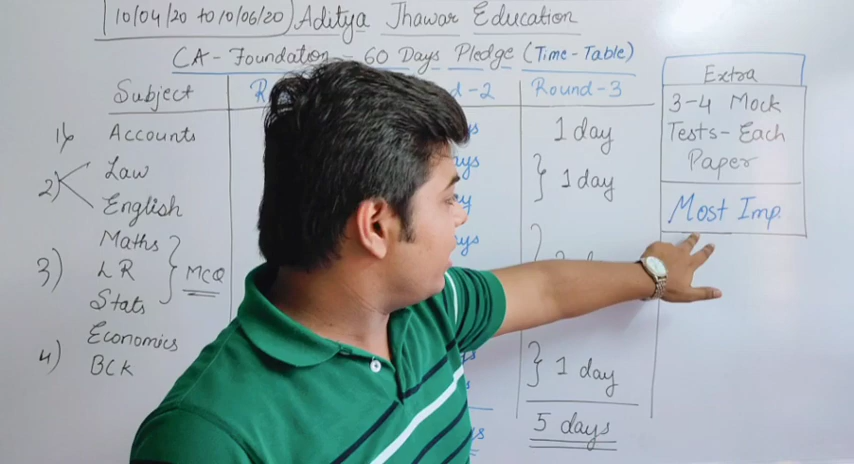 10/04/20 to 10/06/20 Aditya Jhawar Education
CA - Foundation - 60 Days Pledge (Time-Table)
Subject Round-3
1) Accounts 1 day
2) Law
English
} 1 day
3) Maths
LR
Stats
} MCQ
4) Economics
BCK
} 1 day
5 days
Extra
3-4 Mock
Tests - Each
Paper
Most Imp.